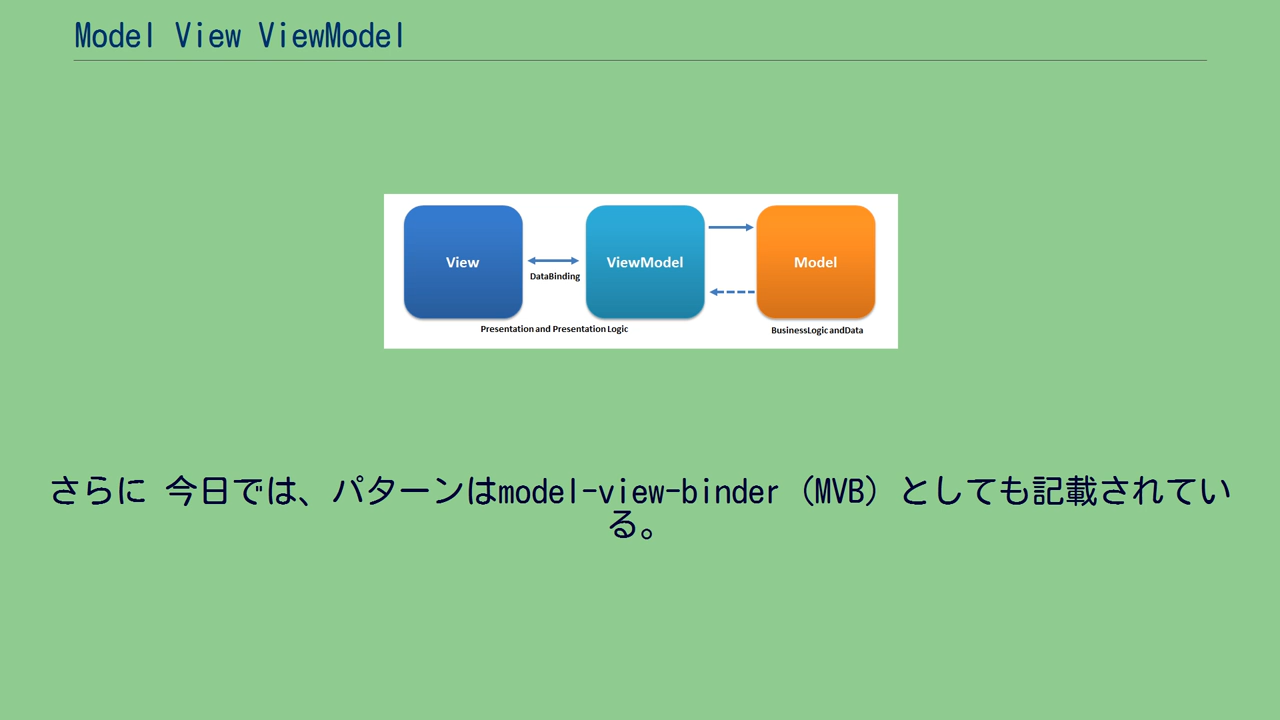 Model View ViewModel
View
ViewModel
Model
DataBinding
Presentation and Presentation Logic
BusinessLogic andData
さらに 今日では、パターンはmodel-view-binder（MVB）としても記載されてい
る。